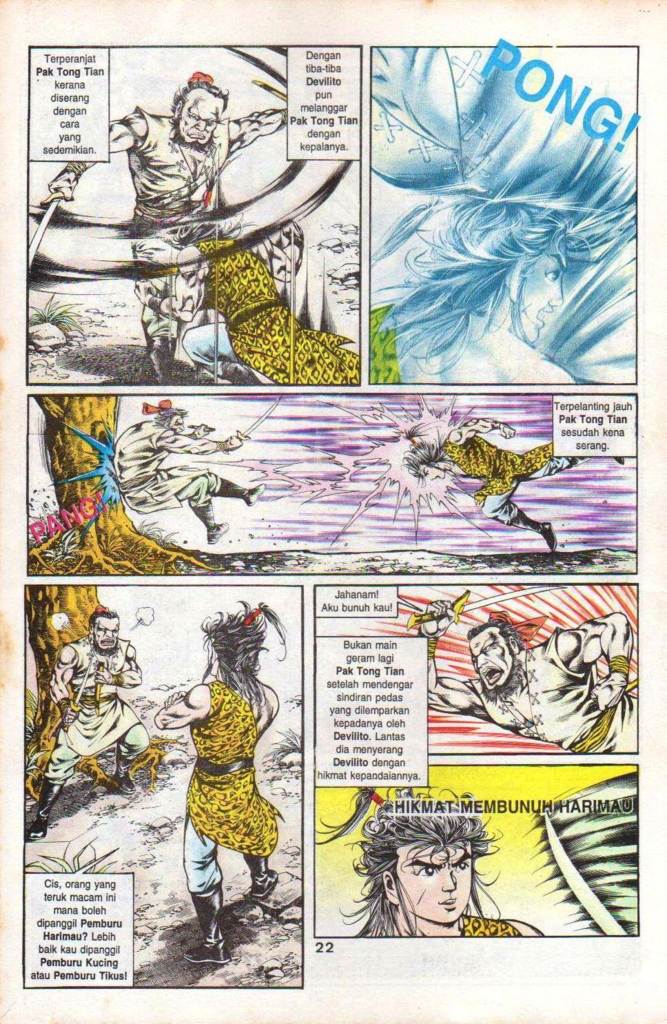 Terperanjat
Pak Tong Tian
kerana
diserang
dengan
cara
yang
sedemikian.
Dengan
tiba-tiba
Devilito
pun
melanggar
Pak Tong Tian
dengan
kepalanya.
PONG!
Terpelanting jauh
Pak Tong Tian
sesudah kena
serang.
PANG!
Cis, orang yang
teruk macam ini
mana boleh
dipanggil Pemburu
Harimau? Lebih
baik kau dipanggil
Pemburu Kucing
atau Pemburu Tikus!
Jahanam!
Aku bunuh kau!
Bukan main
geram lagi
Pak Tong Tian
setelah mendengar
sindiran pedas
yang dilemparkan
kepadanya oleh
Devilito. Lantas
dia menyerang
Devilito dengan
hikmat kepandaiannya.
HIKMAT MEMBUNUH HARIMAU
22